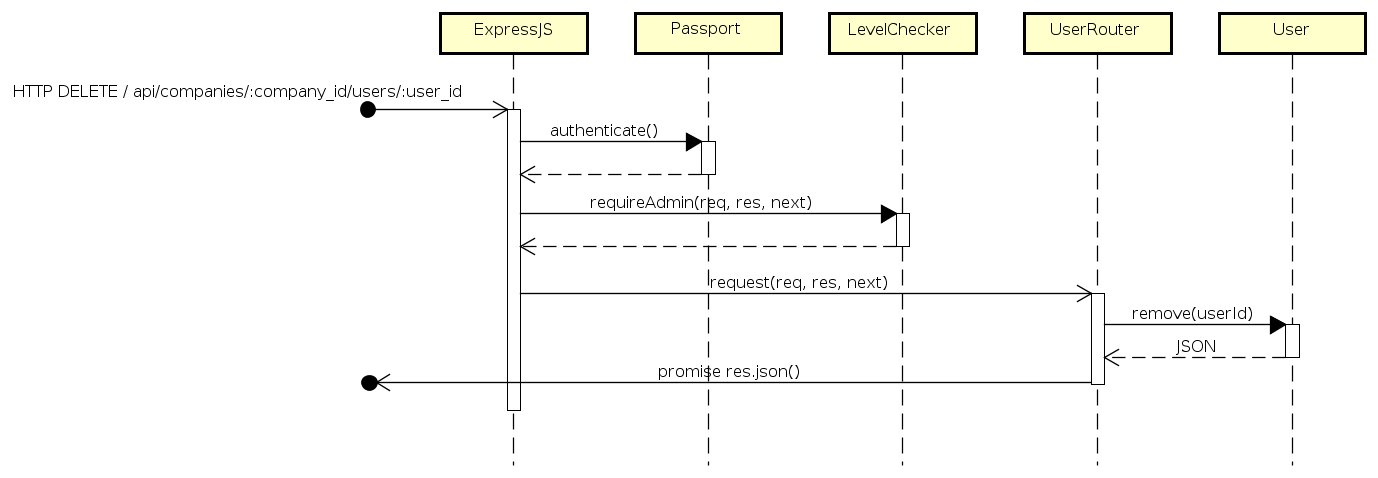 ExpressJS
Passport
LevelChecker
UserRouter
User
HTTP DELETE / api/companies/:company_id/users/:user_id
authenticate()
requireAdmin(req, res, next)
request(req, res, next)
remove(userId)
JSON
promise res.json()